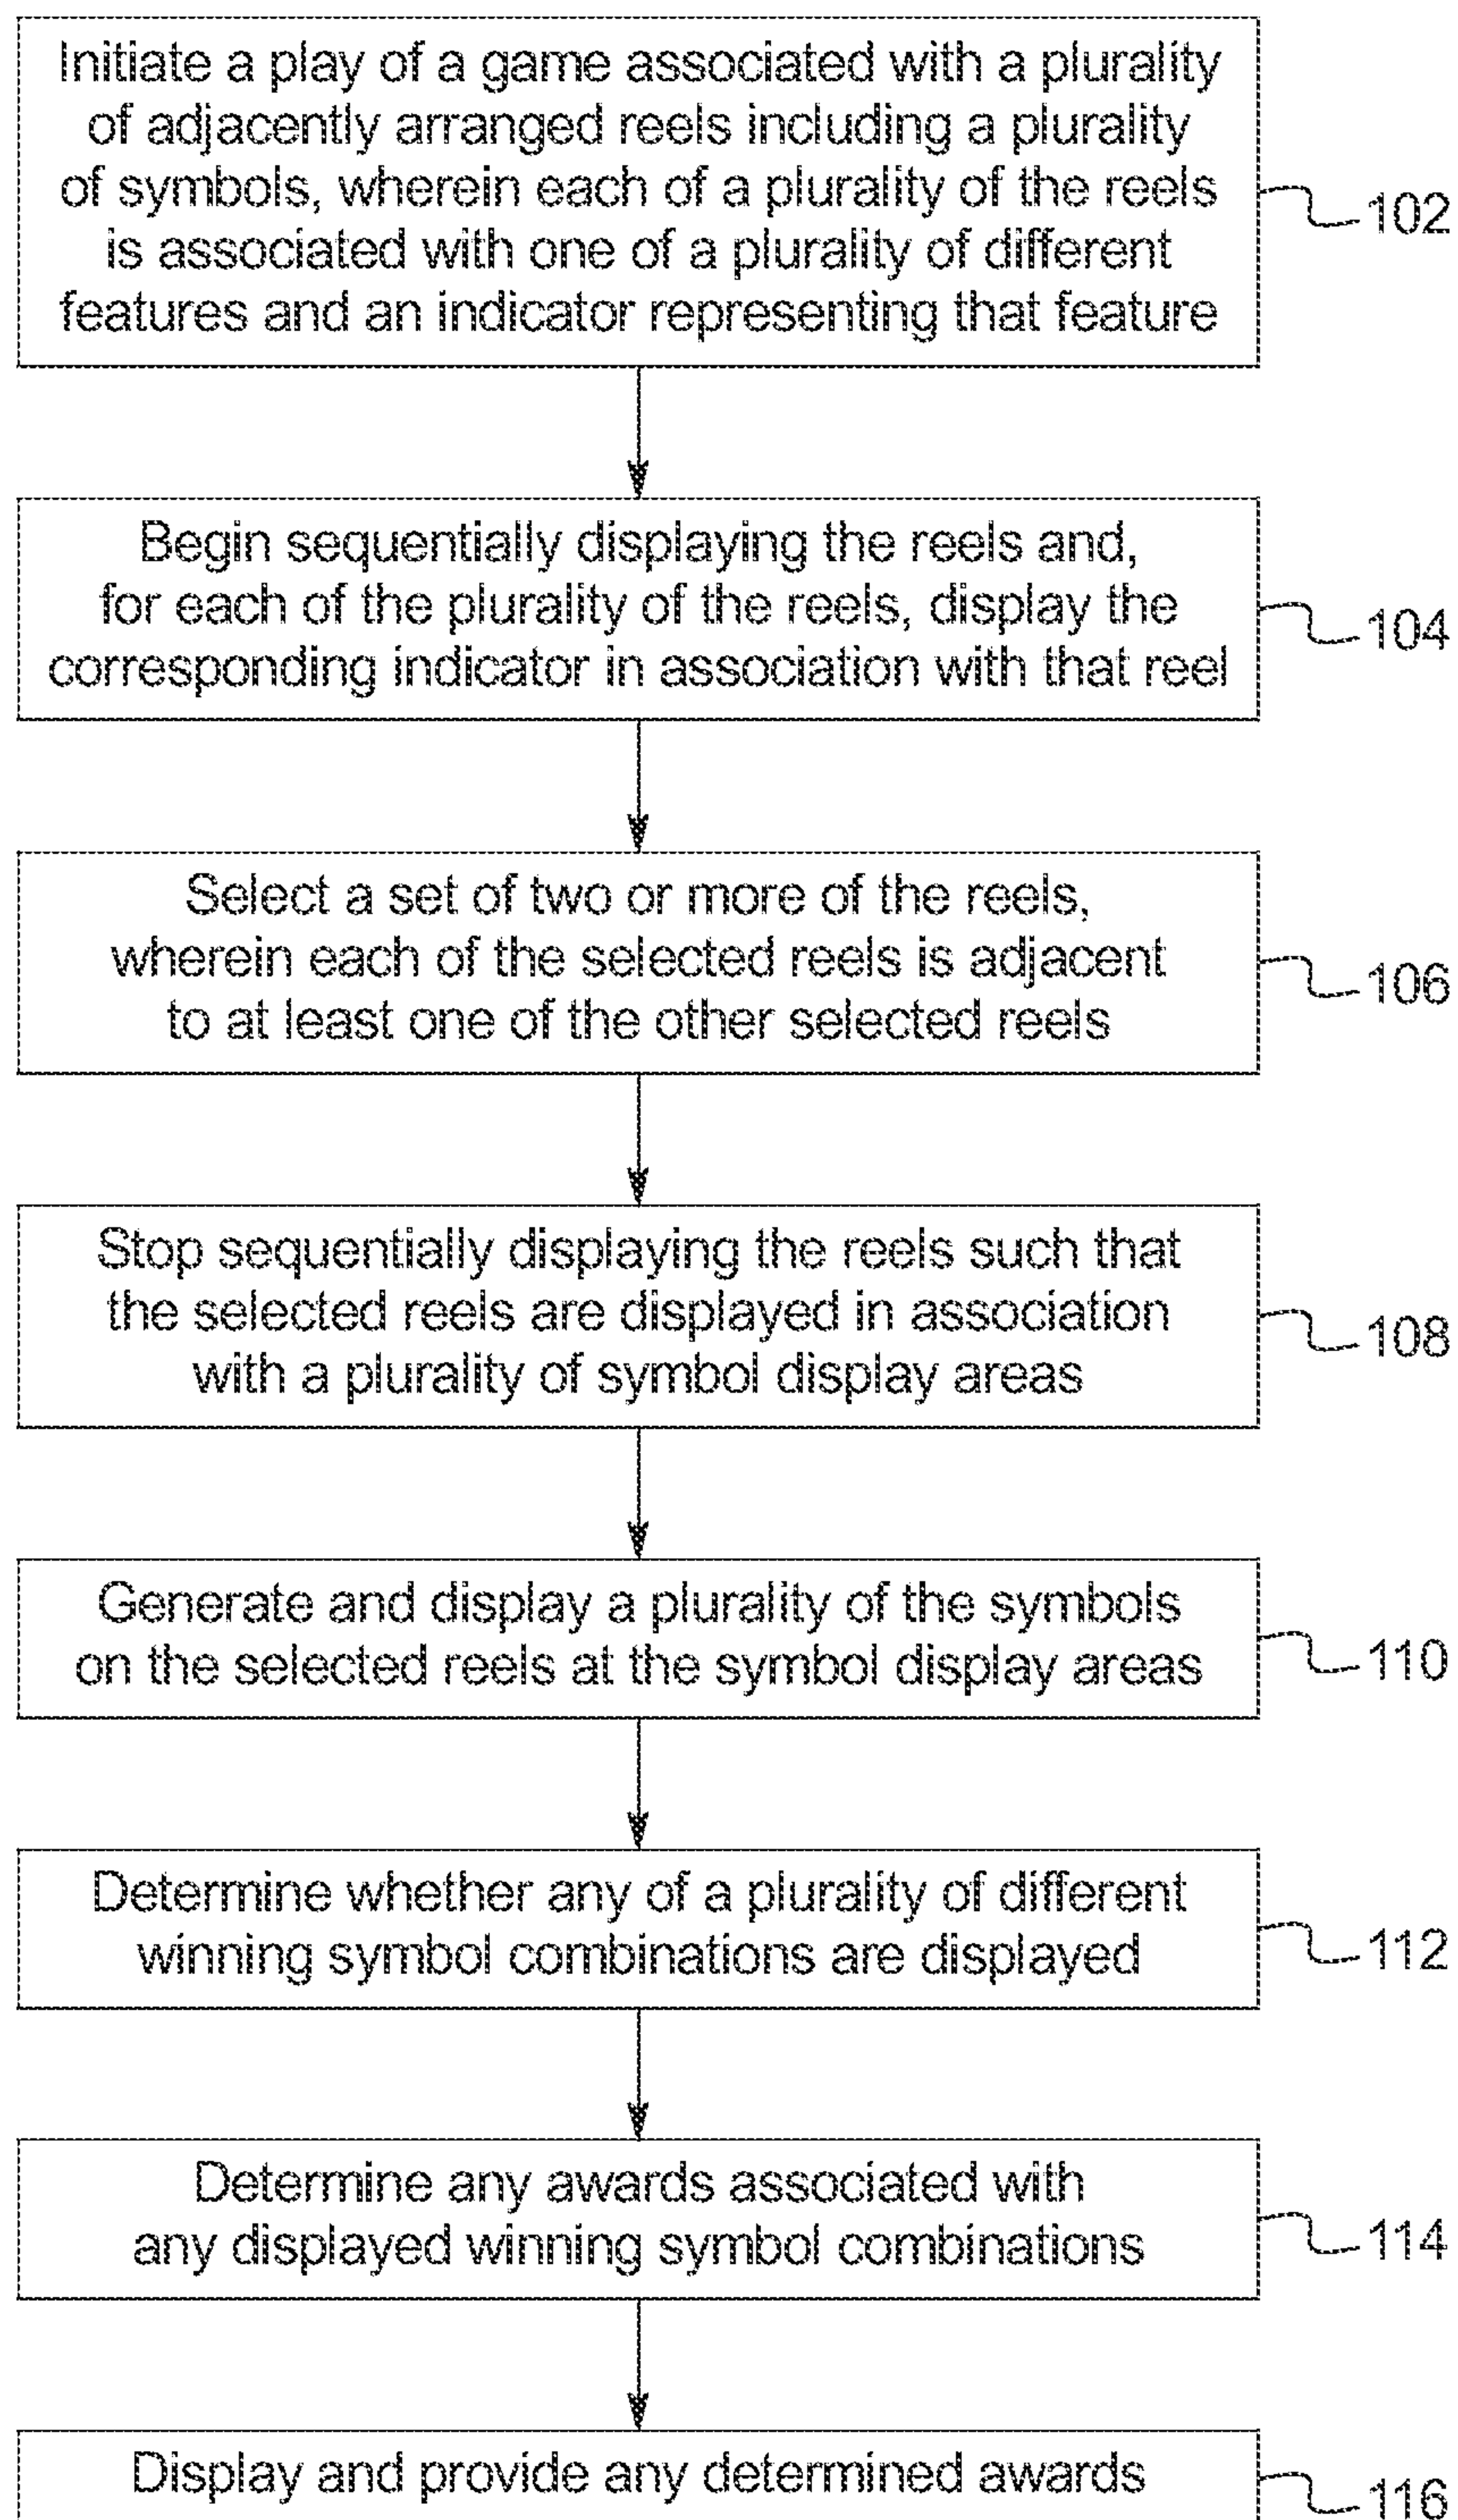 Initiate a play of a game associated with a plurality
of adjacently arranged reels including a plurality
of symbols, wherein each of a plurality of the reels
is associated with one of a plurality of different
features and an indicator representing that feature
102
Begin sequentially displaying the reels and,
for each of the plurality of the reels, display the
corresponding indicator in association with that reel
104
Select a set of two or more of the reels,
wherein each of the selected reels is adjacent
to at least one of the other selected reels
106
Stop sequentially displaying the reels such that
the selected reels are displayed in association
with a plurality of symbol display areas
108
Generate and display a plurality of the symbols
on the selected reels at the symbol display areas
110
Determine whether any of a plurality of different
winning symbol combinations are displayed
112
Determine any awards associated with
any displayed winning symbol combinations
114
Display and provide any determined awards
116